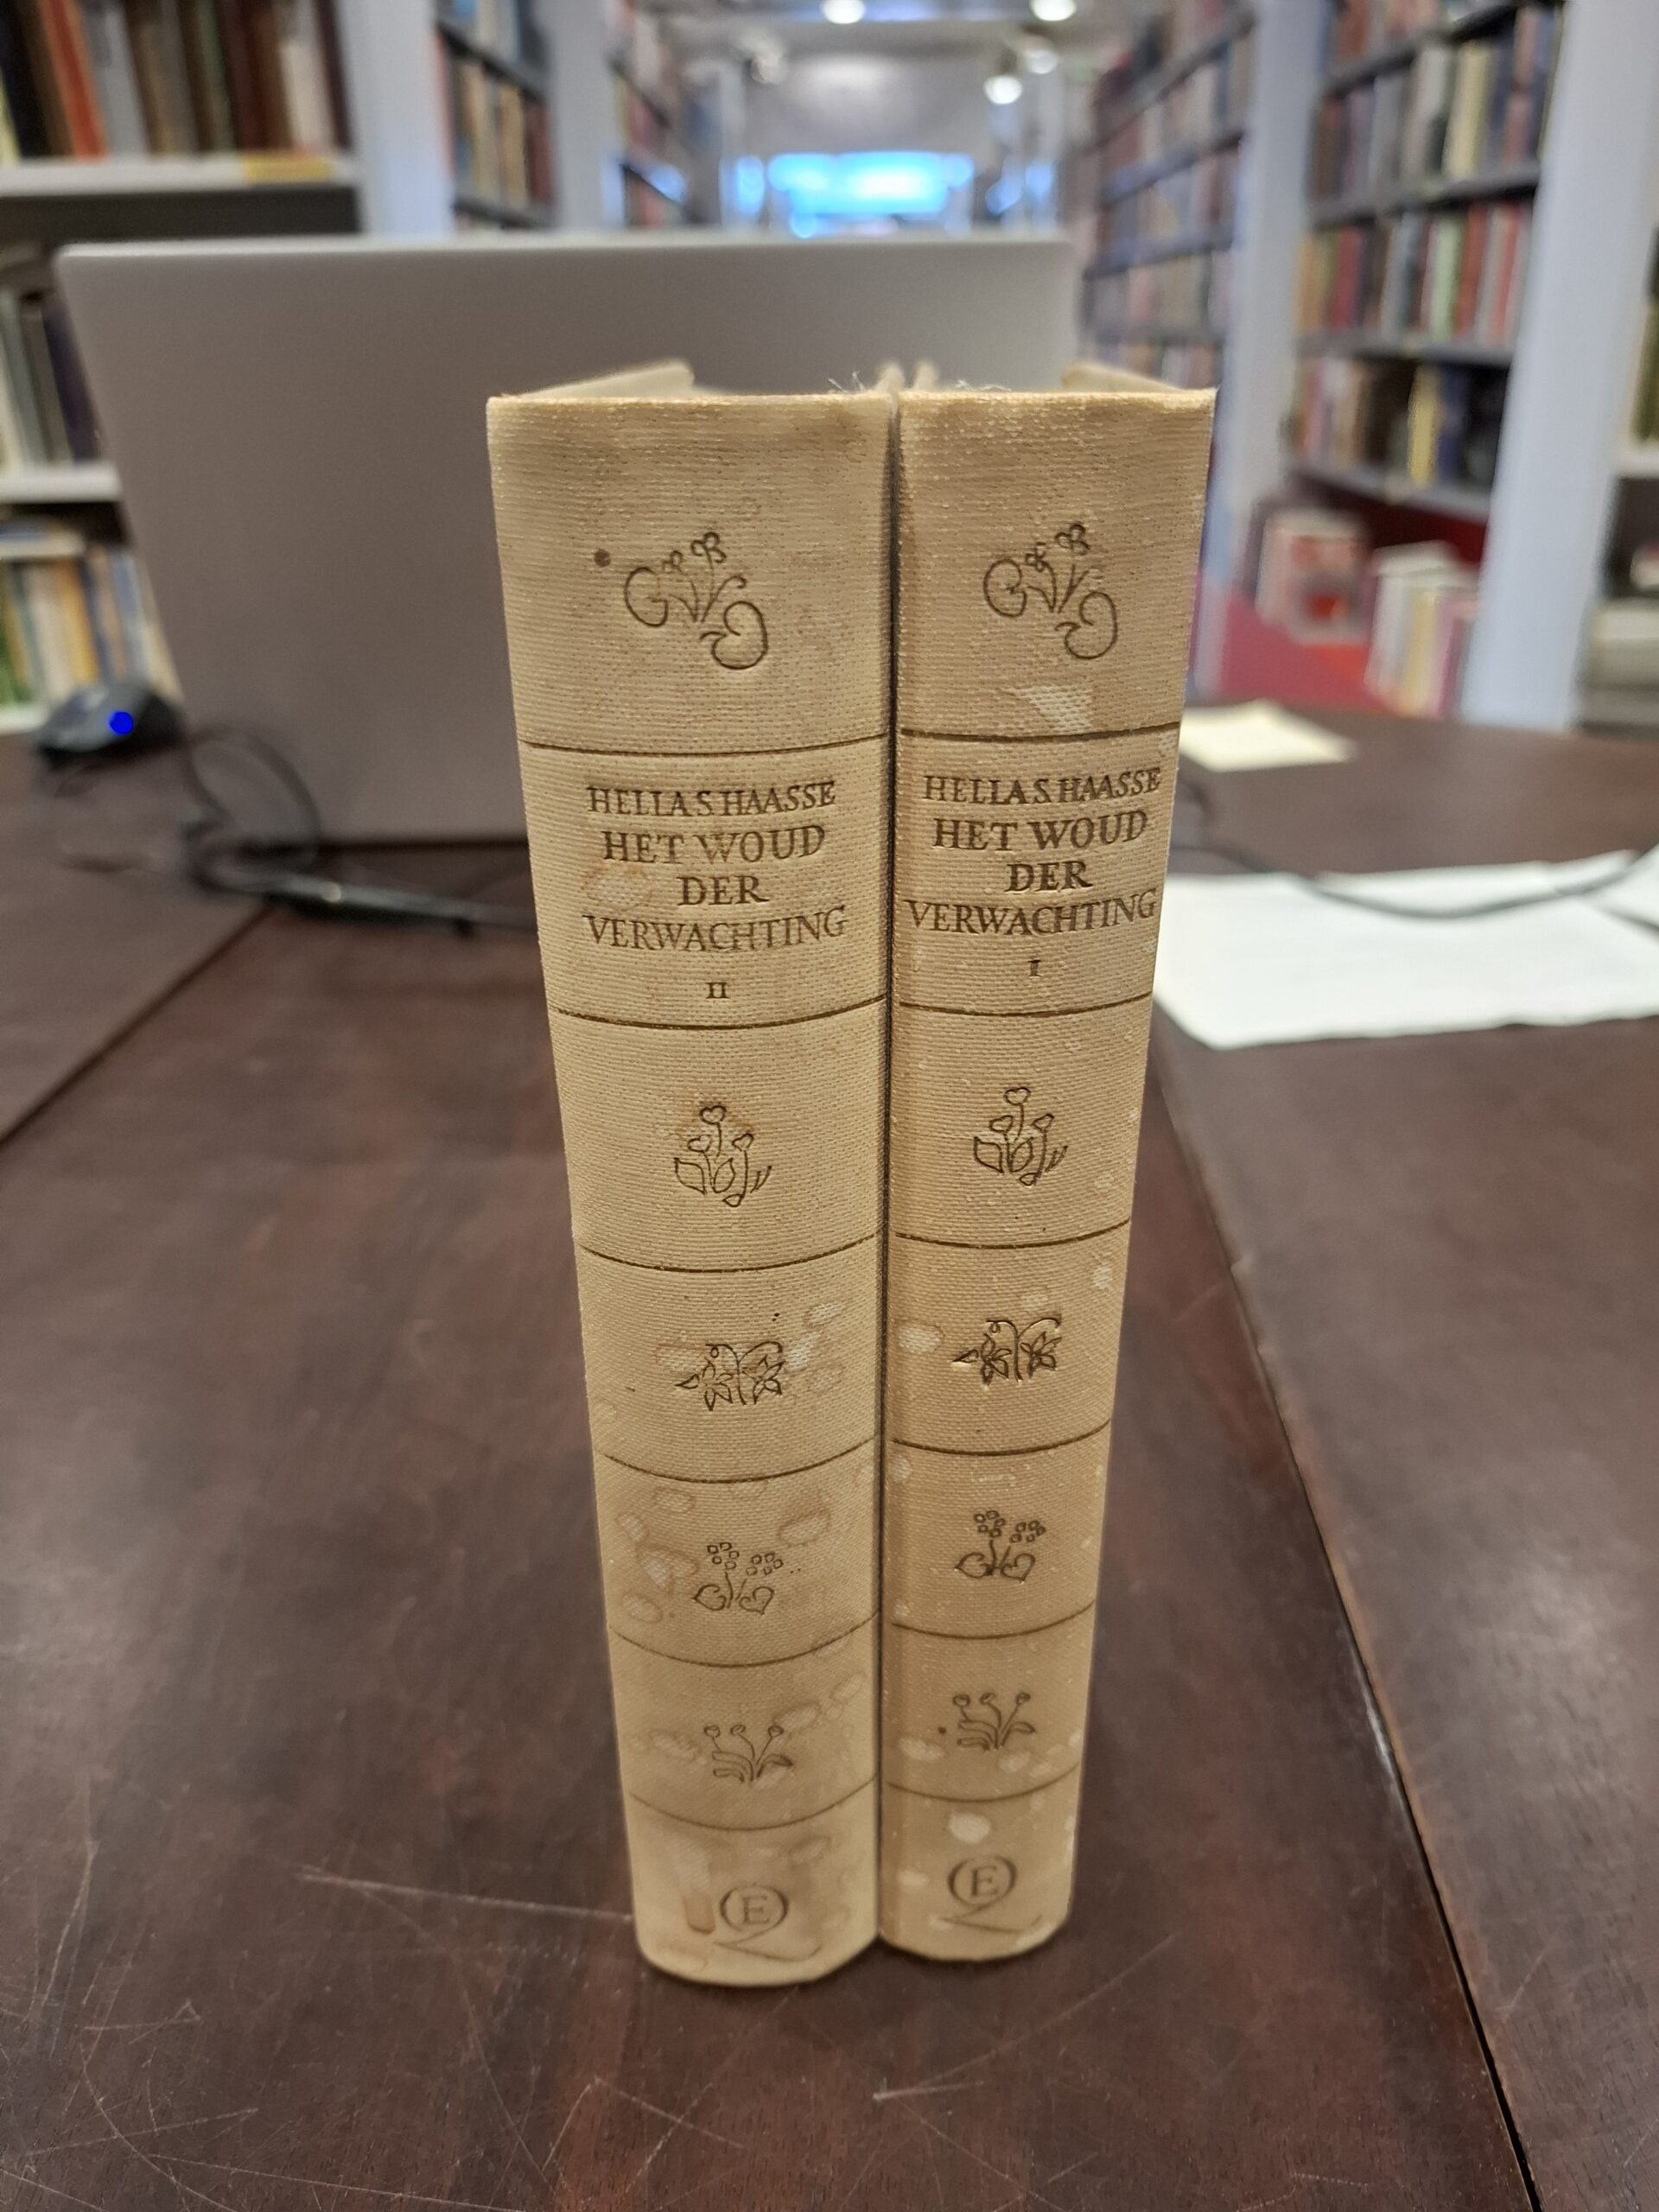 HELLA S. HAASSE
HET WOUD
DER
VERWACHTING
II
E
HELLA S. HAASSE
HET WOUD
DER
VERWACHTING
I
E